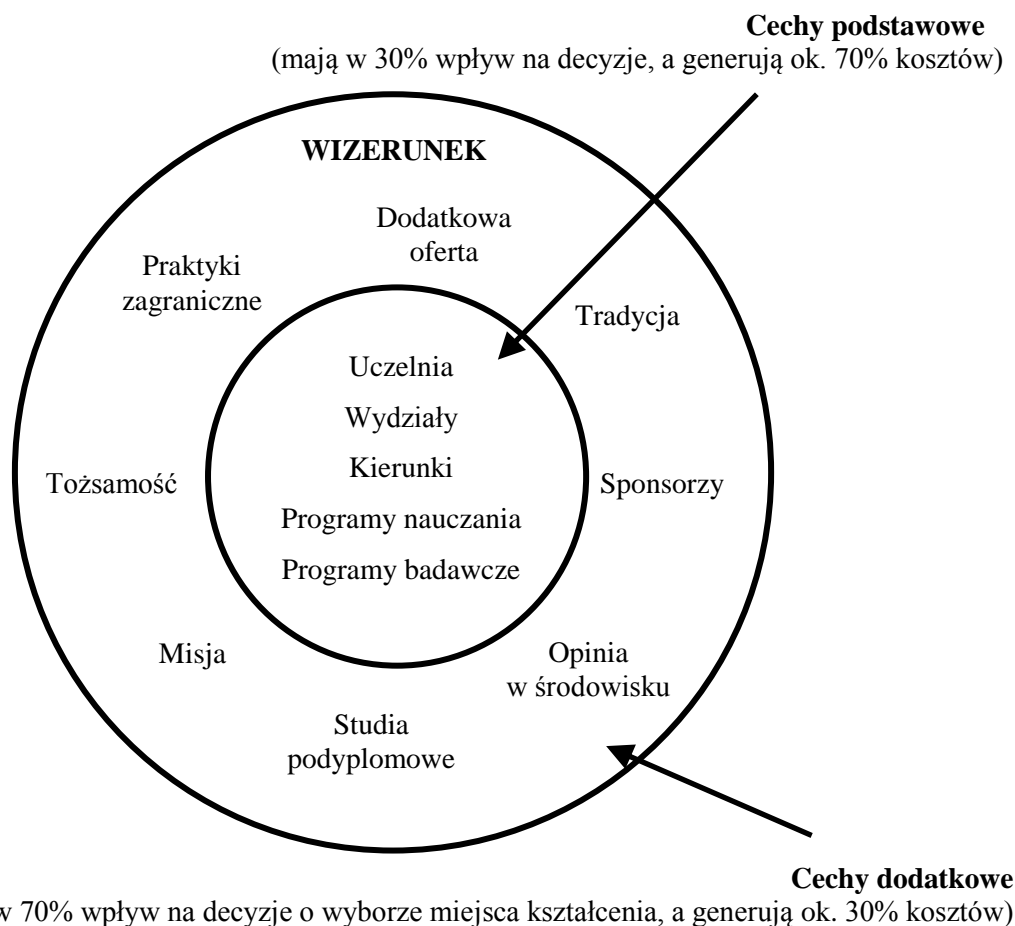 Cechy podstawowe
(mają w 30% wpływ na decyzje, a generują ok. 70% kosztów)
WIZERUNEK
Dodatkowa
oferta
Praktyki
zagraniczne
Tradycja
Uczelnia
Wydziały
Kierunki
Programy nauczania
Programy badawcze
Tożsamość
Sponsorzy
Misja
Opinia
w środowisku
Studia
podyplomowe
Cechy dodatkowe
w 70% wpływ na decyzje o wyborze miejsca kształcenia, a generują ok. 30% kosztów)